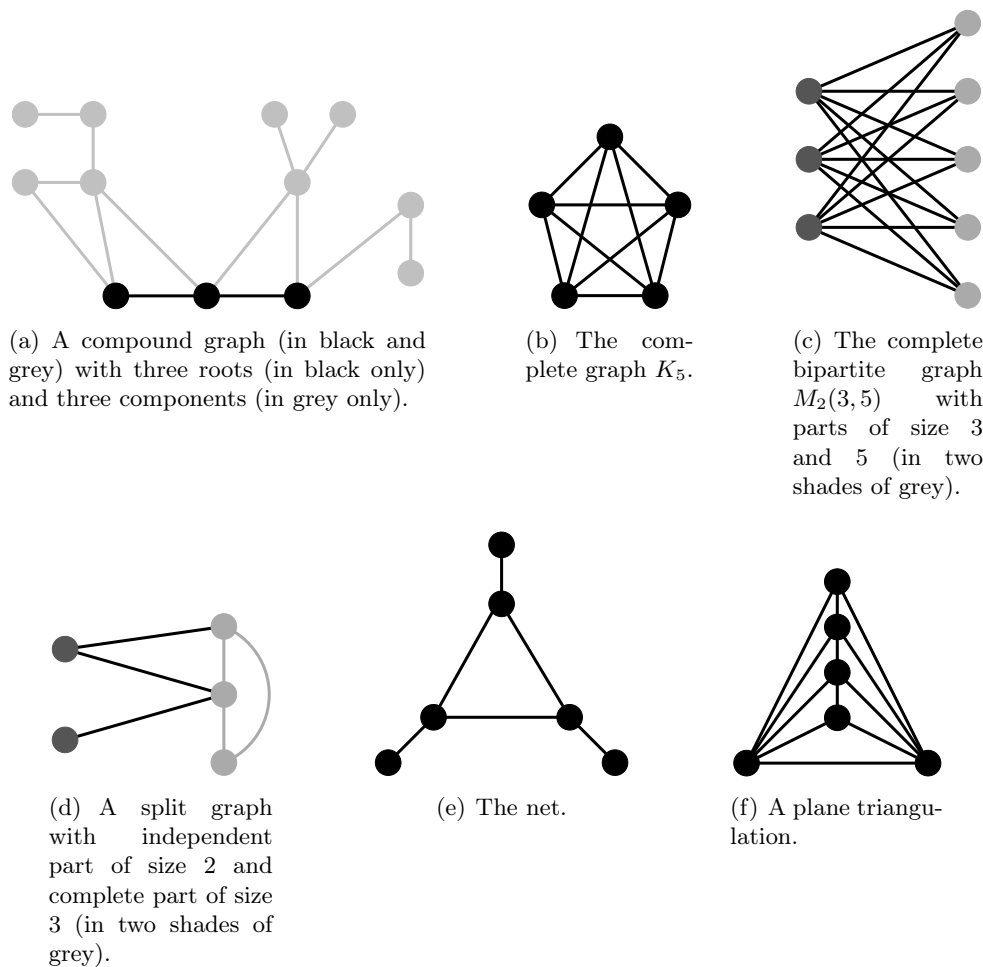 (a) A compound graph (in black and
grey) with three roots (in black only)
and three components (in grey only).
(b) The com-
plete graph K₅.
(c) The complete
bipartite graph
M₂(3, 5) with
parts of size 3
and 5 (in two
shades of grey).
(d) A split graph
with independent
part of size 2 and
complete part of size
3 (in two shades of
grey).
(e) The net.
(f) A plane triangu-
lation.